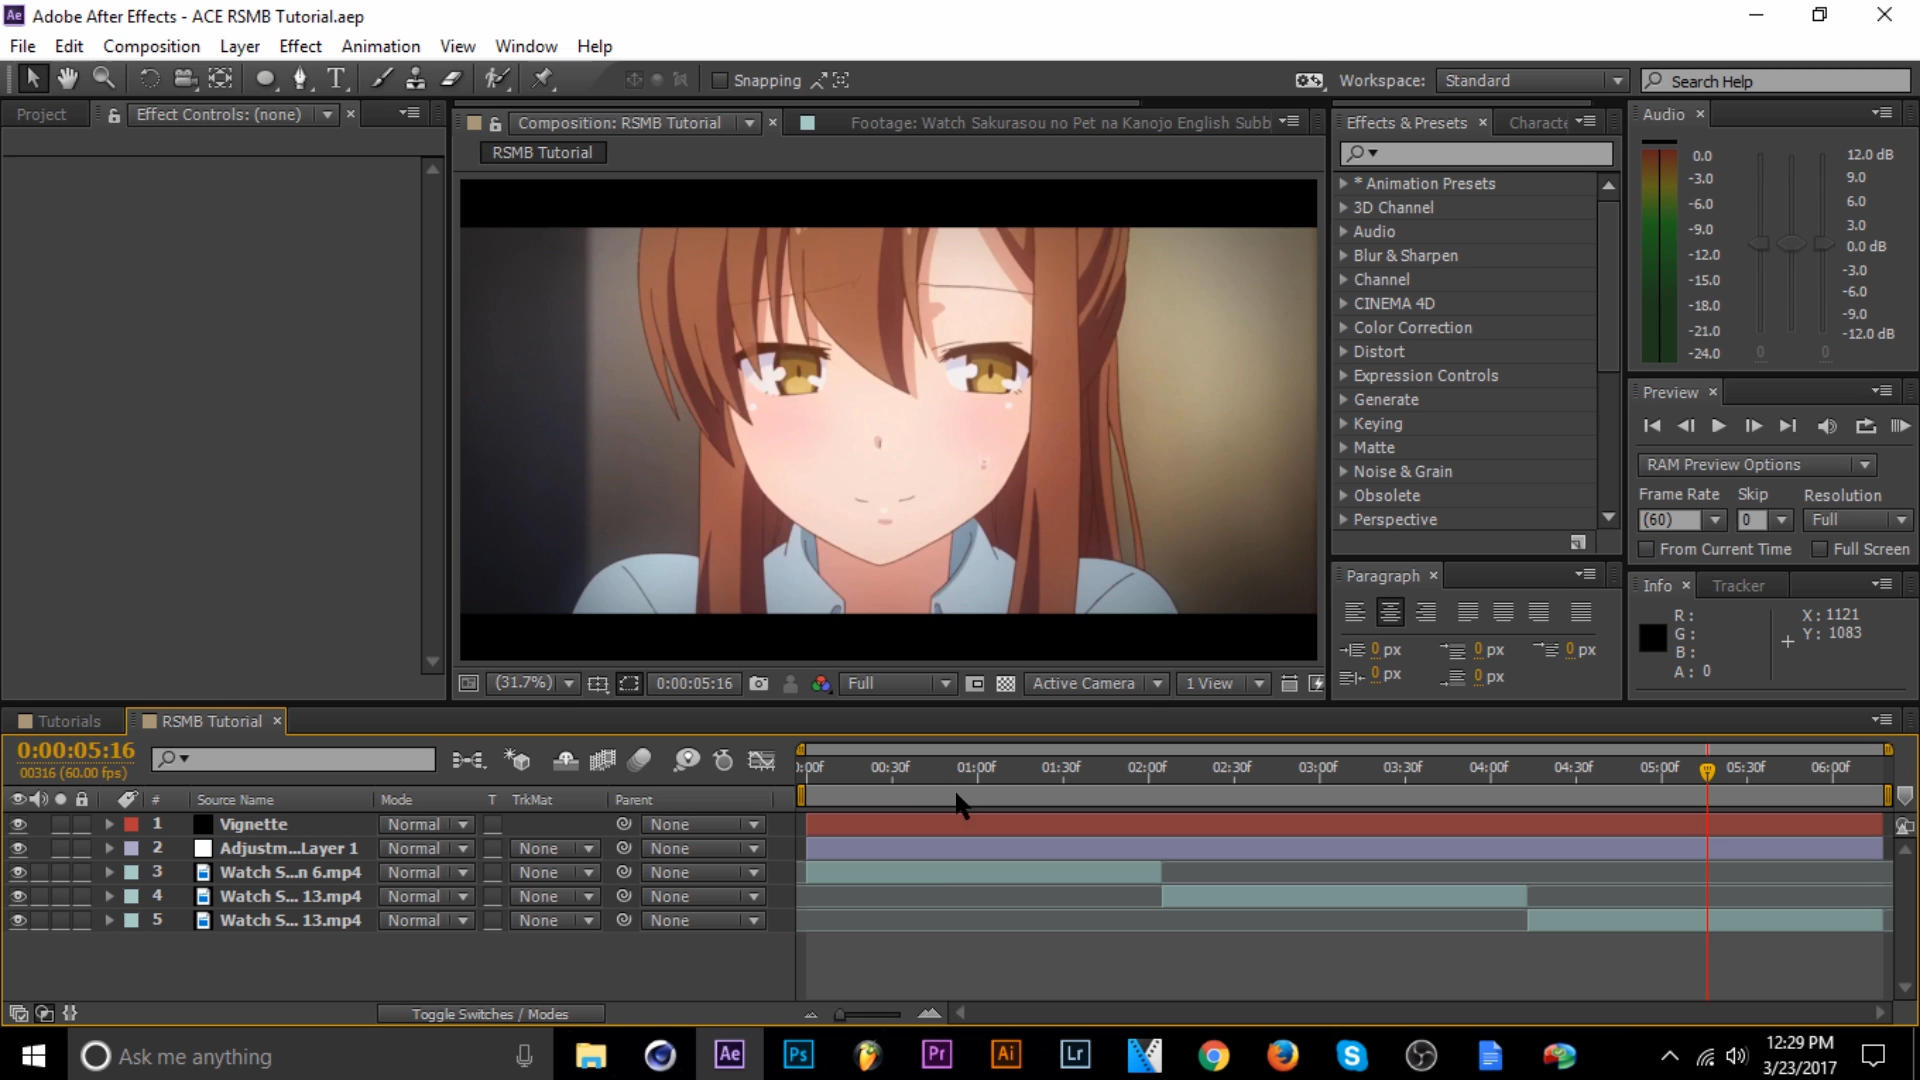 Ae Adobe After Effects - ACE RSMB Tutorial.aep
File Edit Composition Layer Effect Animation View Window Help
T Snapping Workspace: Standard Search Help
Project Effect Controls: (none) ×
Composition: RSMB Tutorial × Footage: Watch Sakurasou no Pet na Kanojo English Subb
RSMB Tutorial
Effects & Presets × Characte
* Animation Presets
3D Channel
Audio
Blur & Sharpen
Channel
CINEMA 4D
Color Correction
Distort
Expression Controls
Generate
Keying
Matte
Noise & Grain
Obsolete
Perspective
Audio ×
0.0 12.0 dB
-3.0 9.0
-6.0 6.0
-9.0 3.0
-12.0 0.0 dB
-15.0 -3.0
-18.0 -6.0
-21.0 -9.0
-24.0 -12.0 dB
0 0
Preview ×
RAM Preview Options
Frame Rate Skip Resolution
(60) 0 Full
From Current Time Full Screen
Paragraph ×
0 px 0 px 0 px
0 px 0 px
Info × Tracker
R: X: 1121
G: Y: 1083
B:
A: 0
(31.7%) 0:00:05:16 Full Active Camera 1 View
Tutorials RSMB Tutorial ×
0:00:05:16
00316 (60.00 fps)
):00f 00:30f 01:00f 01:30f 02:00f 02:30f 03:00f 03:30f 04:00f 04:30f 05:00f 05:30f 06:00f
# Source Name Mode T TrkMat Parent
1 Vignette Normal None
2 Adjustm...Layer 1 Normal None None
3 Watch S...n 6.mp4 Normal None None
4 Watch S... 13.mp4 Normal None None
5 Watch S... 13.mp4 Normal None None
Toggle Switches / Modes
Ask me anything Ae Ps Pr Ai Lr 12:29 PM
3/23/2017